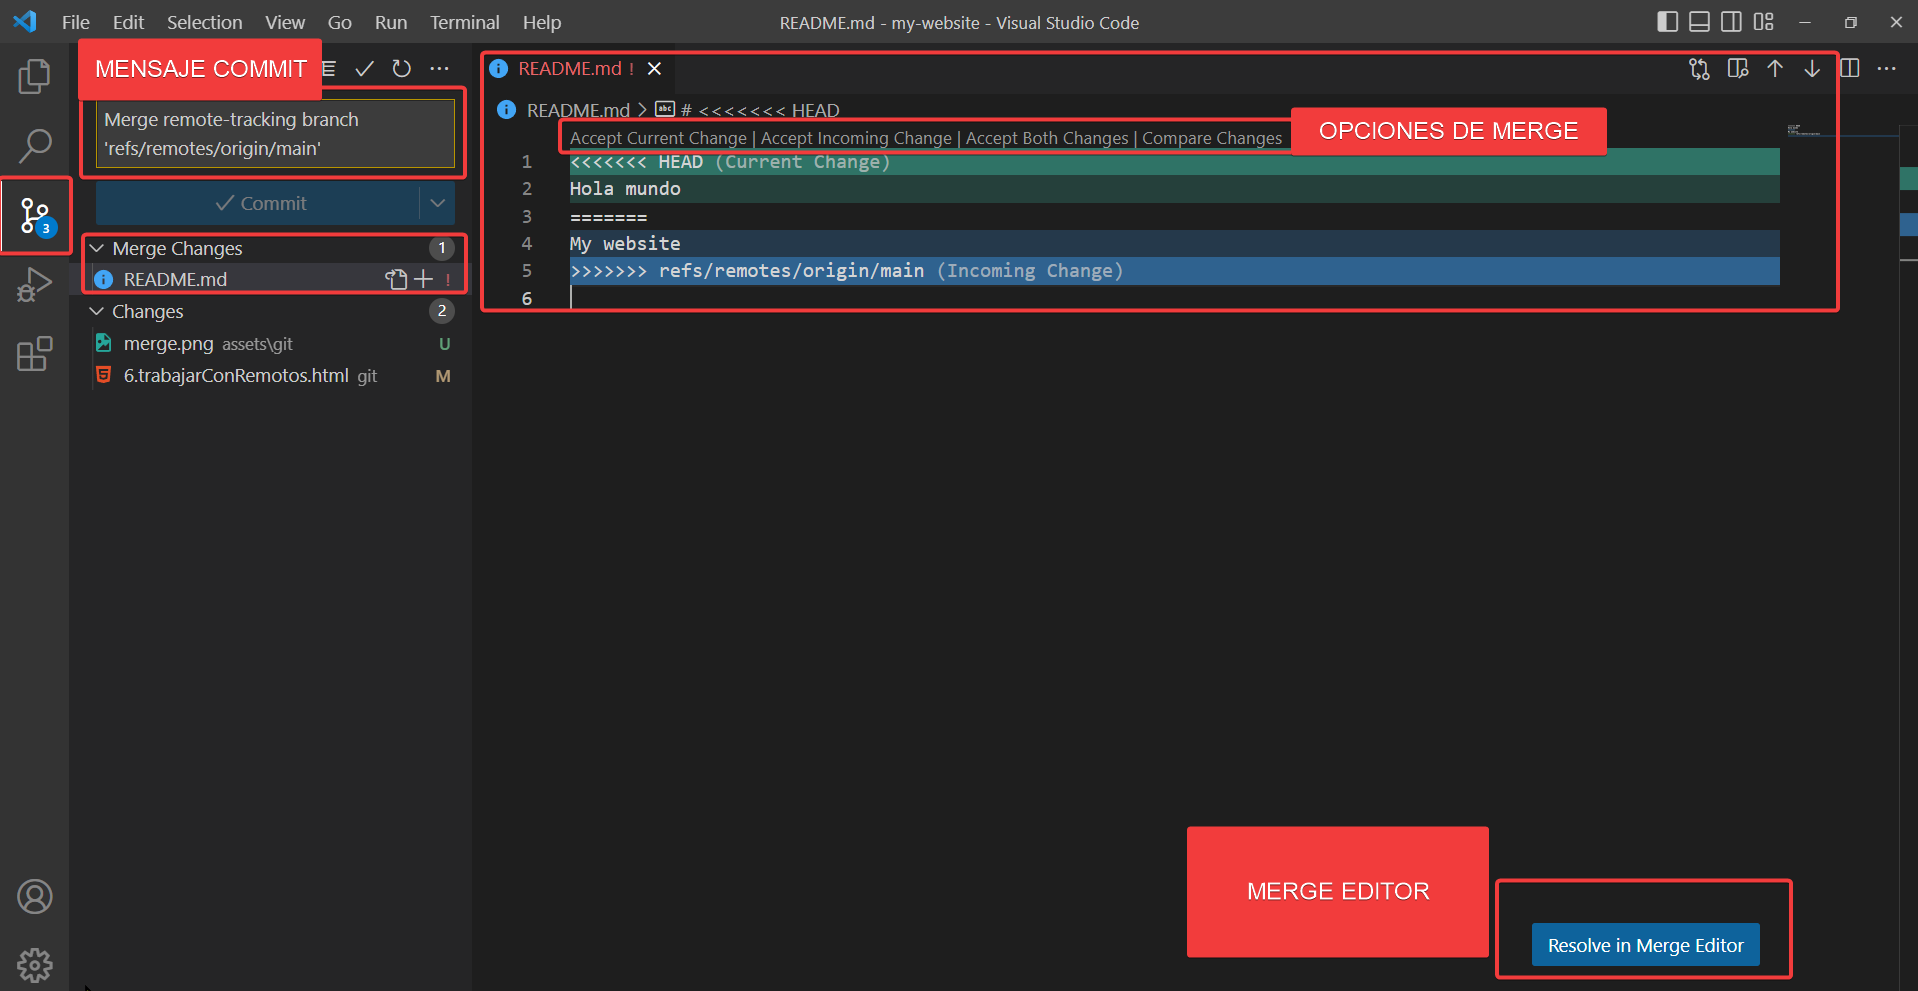 File Edit Selection View Go Run Terminal Help
README.md - my-website - Visual Studio Code
MENSAJE COMMIT
Merge remote-tracking branch
'refs/remotes/origin/main'
Commit
3
Merge Changes 1
README.md !
Changes 2
merge.png assets\git U
6.trabajarConRemotos.html git M
README.md !
README.md > # <<<<<<< HEAD
Accept Current Change | Accept Incoming Change | Accept Both Changes | Compare Changes
OPCIONES DE MERGE
1 <<<<<<< HEAD (Current Change)
2 Hola mundo
3 =======
4 My website
5 >>>>>>> refs/remotes/origin/main (Incoming Change)
6
MERGE EDITOR
Resolve in Merge Editor